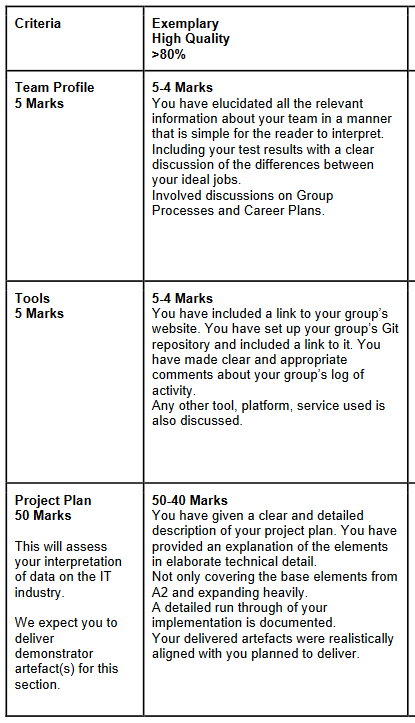 Criteria
Exemplary
High Quality
>80%
Team Profile
5 Marks
5-4 Marks
You have elucidated all the relevant
information about your team in a manner
that is simple for the reader to interpret.
Including your test results with a clear
discussion of the differences between
your ideal jobs.
Involved discussions on Group
Processes and Career Plans.
Tools
5 Marks
5-4 Marks
You have included a link to your group's
website. You have set up your group's Git
repository and included a link to it. You
have made clear and appropriate
comments about your group's log of
activity.
Any other tool, platform, service used is
also discussed.
Project Plan
50 Marks
This will assess
your interpretation
of data on the IT
industry.
We expect you to
deliver
demonstrator
artefact(s) for this
section.
50-40 Marks
You have given a clear and detailed
description of your project plan. You have
provided an explanation of the elements
in elaborate technical detail.
Not only covering the base elements from
A2 and expanding heavily.
A detailed run through of your
implementation is documented.
Your delivered artefacts were realistically
aligned with you planned to deliver.